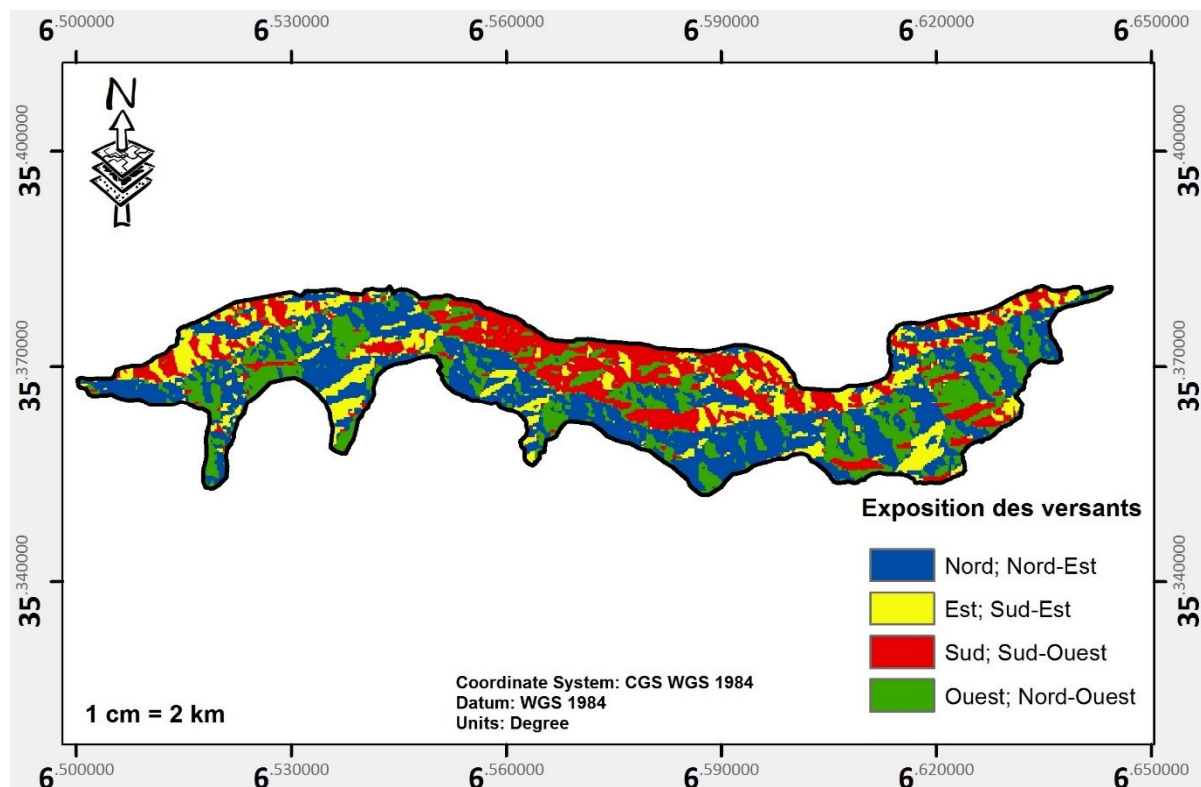 6.500000 6.530000 6.560000 6.590000 6.620000 6.650000
N
35.400000 35.400000
35.370000 35.370000
Exposition des versants
Nord; Nord-Est
35.340000 35.340000
Est; Sud-Est
Sud; Sud-Ouest
Ouest; Nord-Ouest
Coordinate System: CGS WGS 1984
Datum: WGS 1984
Units: Degree
1 cm = 2 km
6.500000 6.530000 6.560000 6.590000 6.620000 6.650000